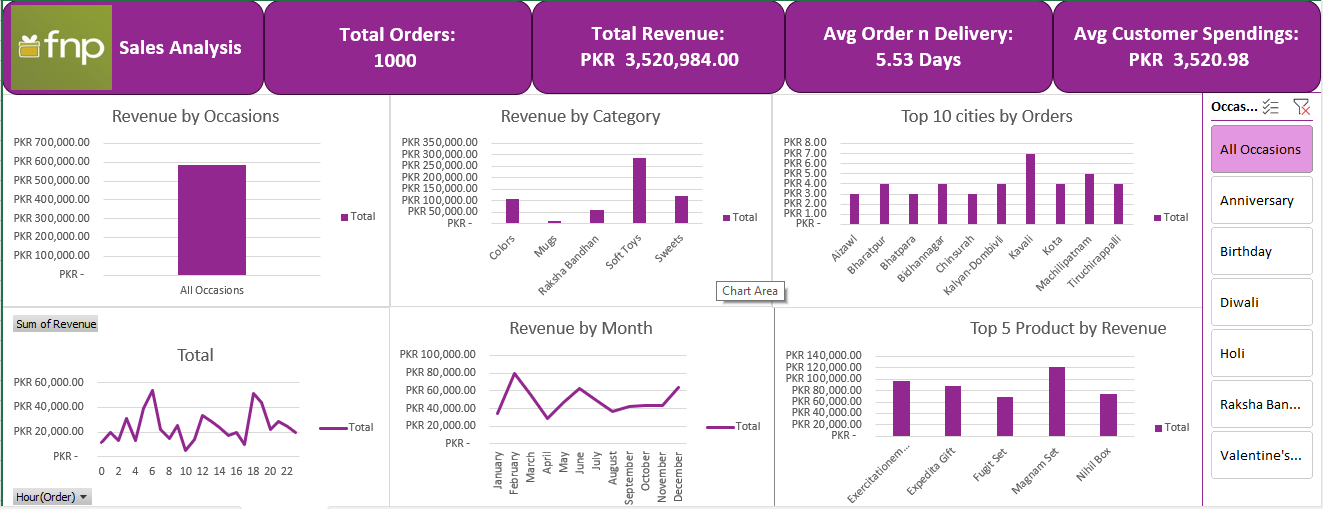 fnp
Sales Analysis
Total Orders:
1000
Total Revenue:
PKR 3,520,984.00
Avg Order n Delivery:
5.53 Days
Avg Customer Spendings:
PKR 3,520.98
Revenue by Occasions
PKR 700,000.00
PKR 600,000.00
PKR 500,000.00
PKR 400,000.00
PKR 300,000.00
PKR 200,000.00
PKR 100,000.00
PKR -
All Occasions
Total
Revenue by Category
PKR 350,000.00
PKR 300,000.00
PKR 250,000.00
PKR 200,000.00
PKR 150,000.00
PKR 100,000.00
PKR 50,000.00
PKR -
Colors
Mugs
Raksha Bandhan
Soft Toys
Sweets
Total
Chart Area
Top 10 cities by Orders
PKR 8.00
PKR 7.00
PKR 6.00
PKR 5.00
PKR 4.00
PKR 3.00
PKR 2.00
PKR 1.00
PKR -
Aizawl
Bharatpur
Bhatpara
Bidhannagar
Chinsurah
Kalyan-Dombivli
Kavali
Kota
Machilipatnam
Tiruchirappalli
Total
Occas...
All Occasions
Anniversary
Birthday
Diwali
Holi
Raksha Ban...
Valentine's...
Sum of Revenue
Total
PKR 60,000.00
PKR 40,000.00
PKR 20,000.00
PKR -
0 2 4 6 8 10 12 14 16 18 20 22
Total
Hour(Order)
Revenue by Month
PKR 100,000.00
PKR 80,000.00
PKR 60,000.00
PKR 40,000.00
PKR 20,000.00
PKR -
January
February
March
April
May
June
July
August
September
October
November
December
Total
Top 5 Product by Revenue
PKR 140,000.00
PKR 120,000.00
PKR 100,000.00
PKR 80,000.00
PKR 60,000.00
PKR 40,000.00
PKR 20,000.00
PKR -
Exercitationem...
Expedita Gift
Fugit Set
Magnam Set
Nihil Box
Total